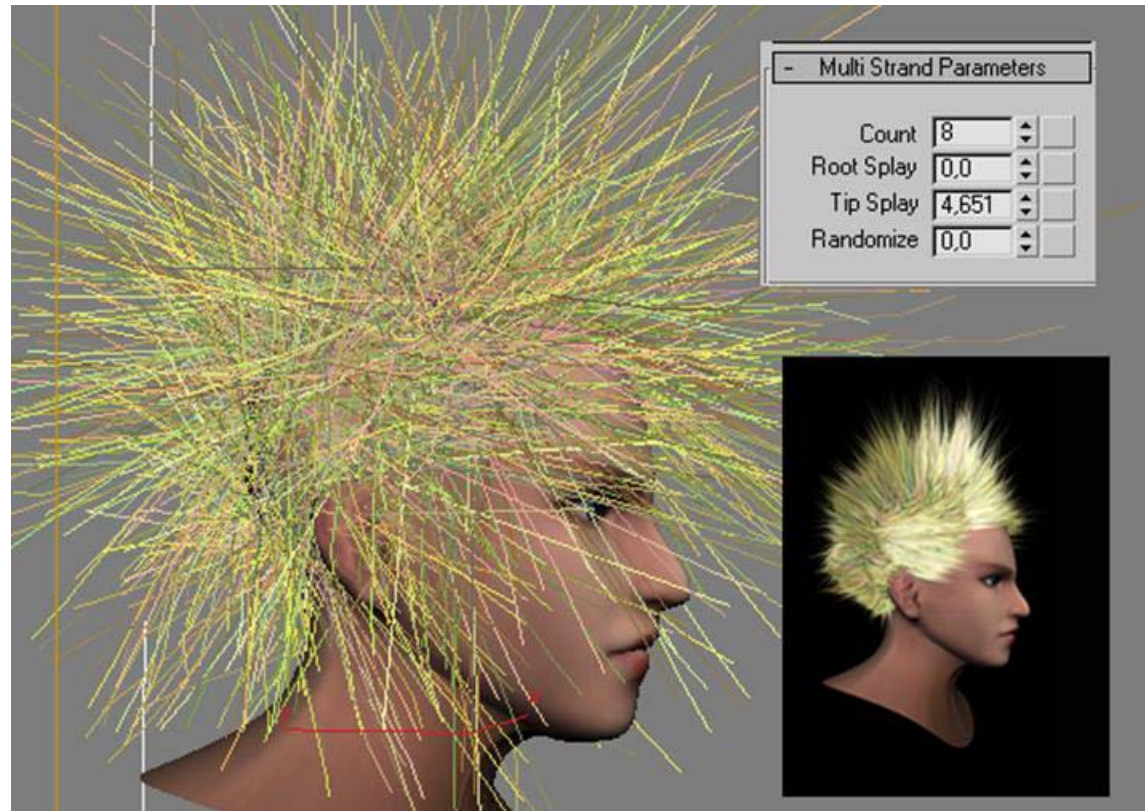 - Multi Strand Parameters
Count 8
Root Splay 0,0
Tip Splay 4,651
Randomize 0,0